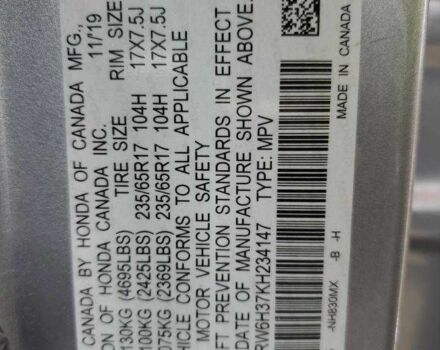 CANADA BY HONDA OF CANADA MFG.,
ON OF HONDA CANADA INC. 11/19
TIRE SIZE RIM SIZE
130KG (4695LBS)
100KG (2425LBS) 235/65R17 104H 17X7.5J
075KG (2369LBS) 235/65R17 104H 17X7.5J
HICLE CONFORMS TO ALL APPLICABLE
MOTOR VEHICLE SAFETY
FT PREVENTION STANDARDS IN EFFECT
DATE OF MANUFACTURE SHOWN ABOVE.
RW6H37KH234147 TYPE: MPV
-NH830MX -B -H
MADE IN CANADA